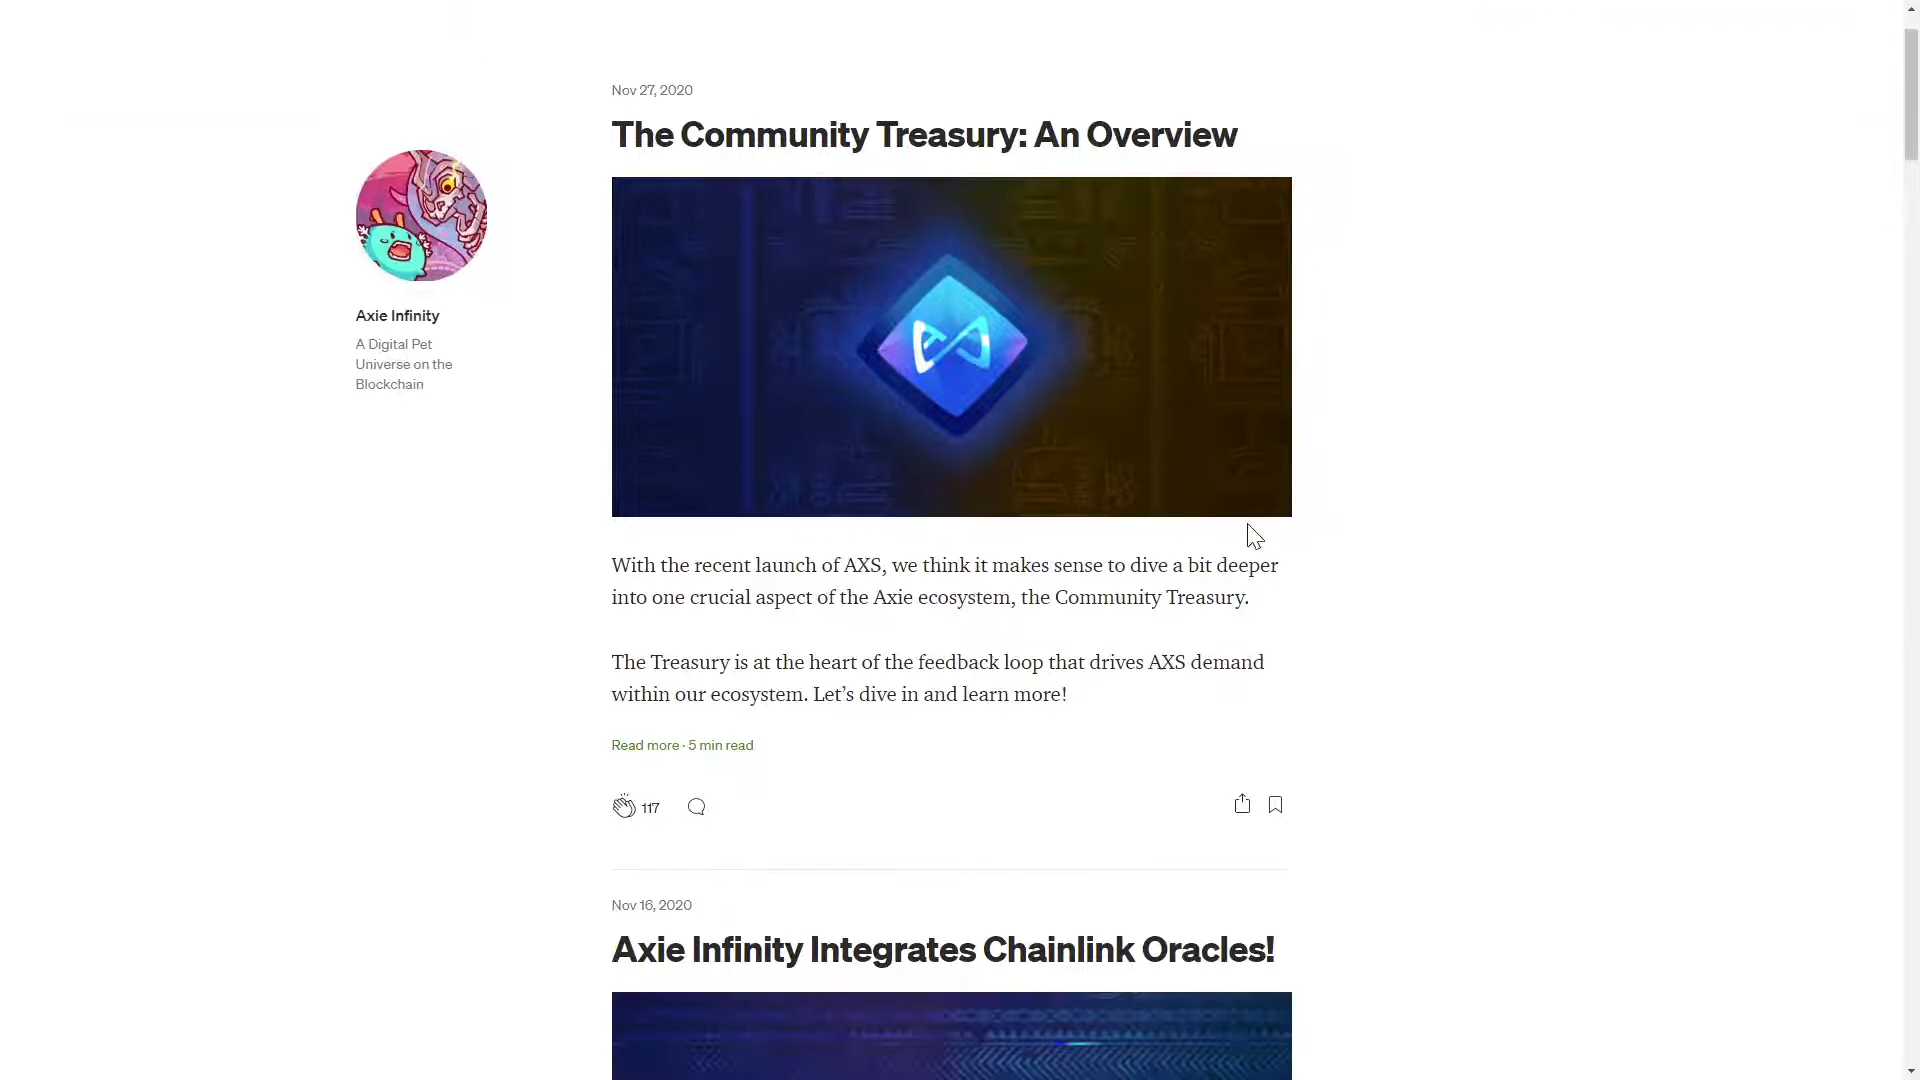 Nov 27, 2020
The Community Treasury: An Overview
Axie Infinity
A Digital Pet
Universe on the
Blockchain
With the recent launch of AXS, we think it makes sense to dive a bit deeper
into one crucial aspect of the Axie ecosystem, the Community Treasury.
The Treasury is at the heart of the feedback loop that drives AXS demand
within our ecosystem. Let’s dive in and learn more!
Read more · 5 min read
117
Nov 16, 2020
Axie Infinity Integrates Chainlink Oracles!